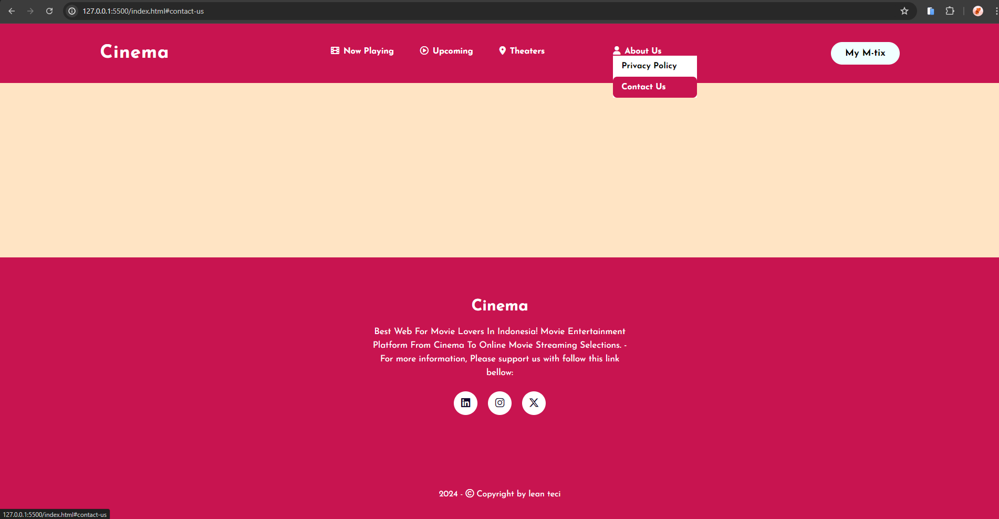 127.0.0.1:5500/index.html#contact-us
Cinema
Now Playing
Upcoming
Theaters
About Us
My M-tix
Privacy Policy
Contact Us
Cinema
Best Web For Movie Lovers In Indonesia! Movie Entertainment
Platform From Cinema To Online Movie Streaming Selections. -
For more information, Please support us with follow this link
bellow:
2024 - © Copyright by lean teci
127.0.0.1:5500/index.html#contact-us